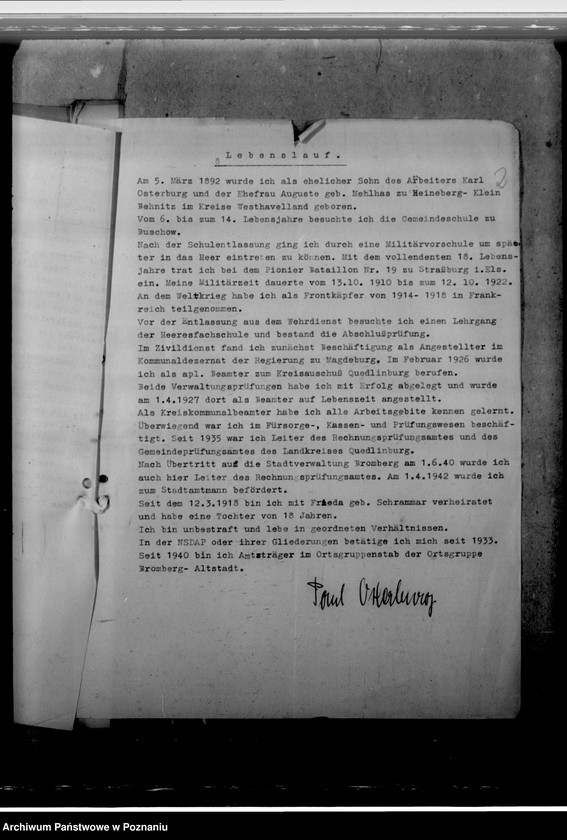 Lebenslauf.
2
Am 5. März 1892 wurde ich als ehelicher Sohn des Arbeiters Karl
Osterburg und der Ehefrau Auguste geb. Mehlhas zu Heineberg- Klein
Behnitz im Kreise Westhavelland geboren.
Vom 6. bis zum 14. Lebensjahre besuchte ich die Gemeindeschule zu
Buschow.
Nach der Schulentlassung ging ich durch eine Militärvorschule um spä-
ter in das Heer eintreten zu können. Mit dem vollendenten 18. Lebens-
jahre trat ich bei dem Pionier Bataillon Nr. 19 zu Straßburg i.Els.
ein. Meine Militärzeit dauerte vom 13.10. 1910 bis zum 12. 10. 1922.
An dem Weltkrieg habe ich als Frontkäpfer von 1914- 1918 in Frank-
reich teilgenommen.
Vor der Entlassung aus dem Wehrdienst besuchte ich einen Lehrgang
der Heeresfachschule und bestand die Abschlußprüfung.
Im Zivildienst fand ich zunächst Beschäftigung als Angestellter im
Kommunaldezernat der Regierung zu Magdeburg. Im Februar 1926 wurde
ich als apl. Beamter zum Kreisauschuß Quedlinburg berufen.
Beide Verwaltungsprüfungen habe ich mit Erfolg abgelegt und wurde
am 1.4.1927 dort als Beamter auf Lebenszeit angestellt.
Als Kreiskommunalbeamter habe ich alle Arbeitsgebite kennen gelernt.
Überwiegend war ich im Fürsorge-, Kassen- und Prüfungswesen beschäf-
tigt. Seit 1935 war ich Leiter des Rechnungsprüfungsamtes und des
Gemeindeprüfungsamtes des Landkreises Quedlinburg.
Nach Übertritt auf die Stadtverwaltung Bromberg am 1.6.40 wurde ich
auch hier Leiter des Rechnungsprüfungsamtes. Am 1.4.1942 wurde ich
zum Stadtamtmann befördert.
Seit dem 12.3.1918 bin ich mit Frieda geb. Schrammar verheiratet
und habe eine Tochter von 18 Jahren.
Ich bin unbestraft und lebe in geordneten Verhältnissen.
In der NSDAP oder ihrer Gliederungen betätige ich mich seit 1933.
Seit 1940 bin ich Amtsträger im Ortsgruppenstab der Ortsgruppe
Bromberg- Altstadt.
Paul Osterburg
Archiwum Państwowe w Poznaniu